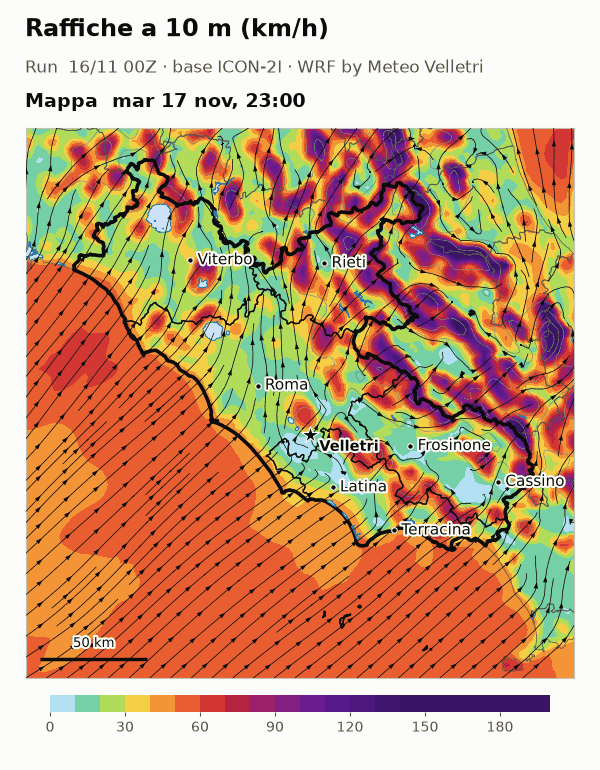 Raffiche a 10 m (km/h)
Run 16/11 00Z · base ICON-2I · WRF by Meteo Velletri
Mappa mar 17 nov, 23:00
Viterbo
Rieti
Roma
Velletri
Frosinone
Cassino
Latina
Terracina
50 km
0 30 60 90 120 150 180